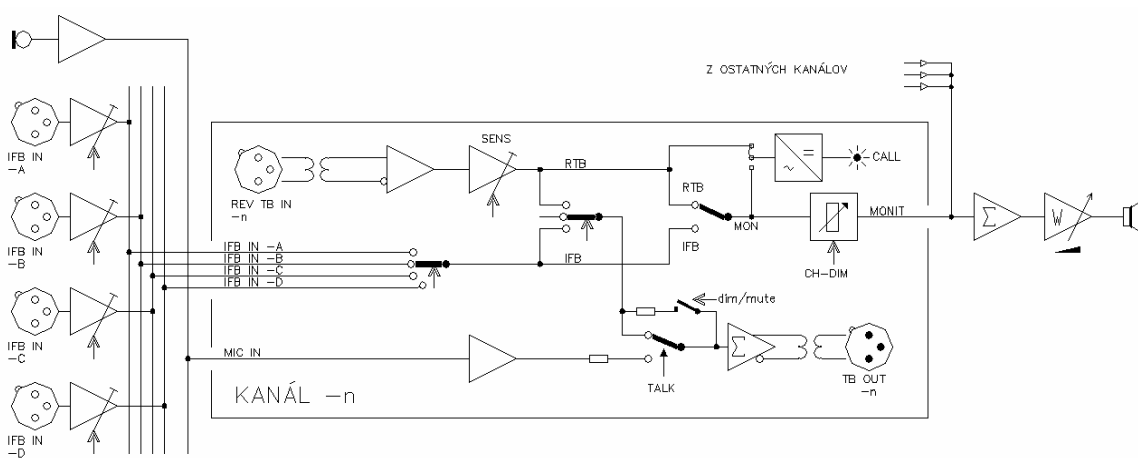 Z OSTATNÝCH KANÁLOV
IFB IN
-A
IFB IN
-B
IFB IN
-C
IFB IN
-D
REV TB IN
-n
SENS
RTB
RTB
CALL
MON
MONIT
IFB
IFB
CH-DIM
Σ
W
IFB IN -A
IFB IN -B
IFB IN -C
IFB IN -D
dim/mute
MIC IN
TALK
Σ
TB OUT
-n
KANÁL -n